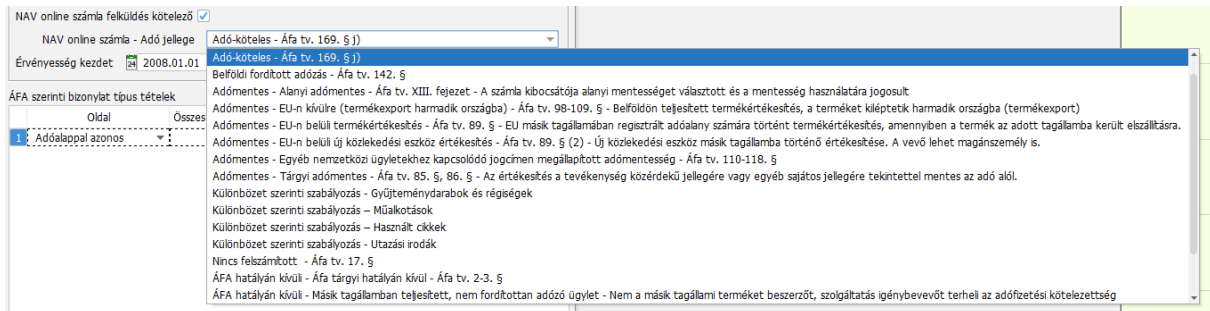 NAV online számla felküldés kötelező
NAV online számla - Adó jellege Adó-köteles - Áfa tv. 169. § j)
Érvényesség kezdet 24 2008.01.01
ÁFA szerinti bizonylat típus tételek
Oldal Összes
1 Adóalappal azonos
Adó-köteles - Áfa tv. 169. § j)
Belföldi fordított adózás - Áfa tv. 142. §
Adómentes - Alanyi adómentes - Áfa tv. XIII. fejezet - A számla kibocsátója alanyi mentességet választott és a mentesség használatára jogosult
Adómentes - EU-n kívülre (termékexport harmadik országba) - Áfa tv. 98-109. § - Belföldön teljesített termékértékesítés, a terméket kiléptetik harmadik országba (termékexport)
Adómentes - EU-n belüli termékértékesítés - Áfa tv. 89. § - EU másik tagállamában regisztrált adóalany számára történt termékértékesítés, amennyiben a termék az adott tagállamba került elszállításra.
Adómentes - EU-n belüli új közlekedési eszköz értékesítés - Áfa tv. 89. § (2) - Új közlekedési eszköz másik tagállamba történő értékesítése. A vevő lehet magánszemély is.
Adómentes - Egyéb nemzetközi ügyletekhez kapcsolódó jogcímen megállapított adómentesség - Áfa tv. 110-118. §
Adómentes - Tárgyi adómentes - Áfa tv. 85. §, 86. § - Az értékesítés a tevékenység közérdekű jellegére vagy egyéb sajátos jellegére tekintettel mentes az adó alól.
Különbözet szerinti szabályozás - Gyűjteménydarabok és régiségek
Különbözet szerinti szabályozás – Műalkotások
Különbözet szerinti szabályozás – Használt cikkek
Különbözet szerinti szabályozás - Utazási irodák
Nincs felszámított - Áfa tv. 17. §
ÁFA hatályán kívüli - Áfa tárgyi hatályán kívül - Áfa tv. 2-3. §
ÁFA hatályán kívüli - Másik tagállamban teljesített, nem fordítottan adózó ügylet - Nem a másik tagállami terméket beszerzőt, szolgáltatás igénybevevőt terheli az adófizetési kötelezettség